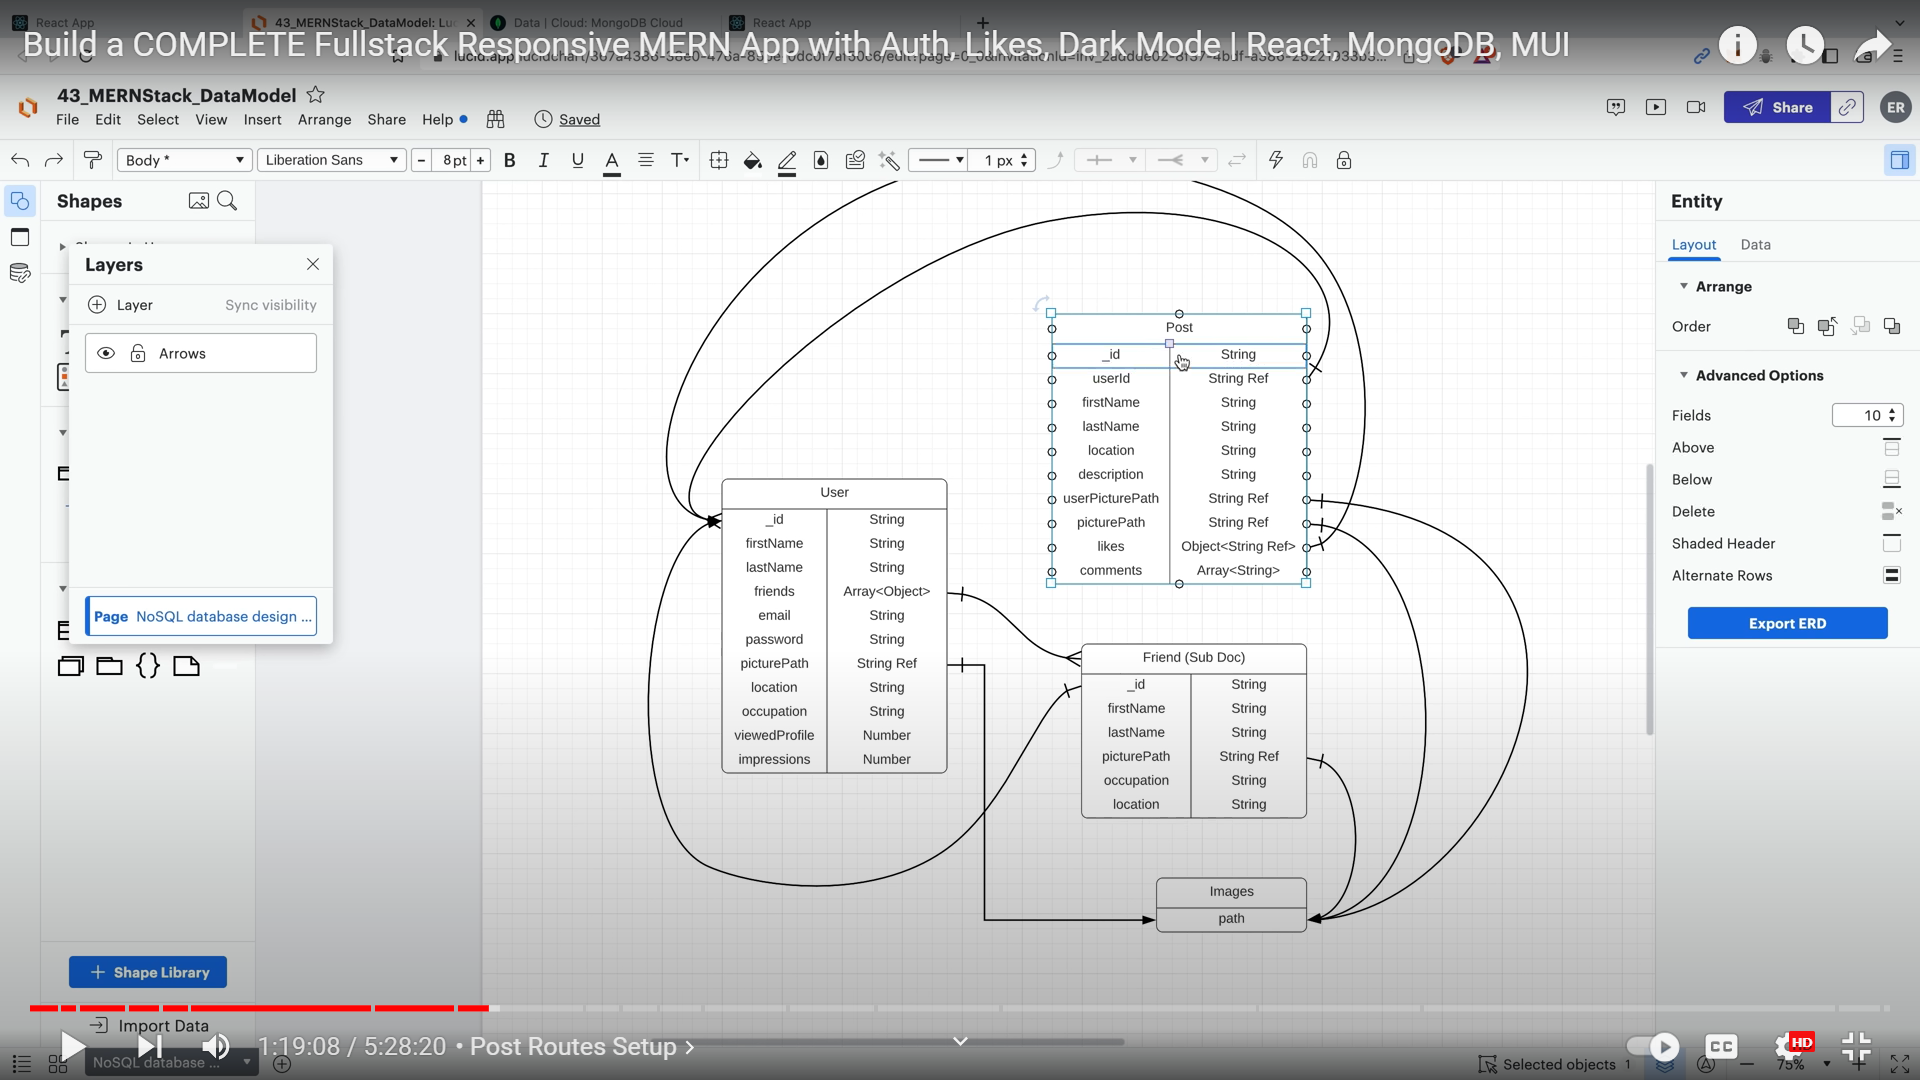 React App
43_MERNStack_DataModel: Luc
Data | Cloud: MongoDB Cloud
React App
Build a COMPLETE Fullstack Responsive MERN App with Auth, Likes, Dark Mode | React, MongoDB, MUI
43_MERNStack_DataModel
File Edit Select View Insert Arrange Share Help
Saved
Share
ER
Body *
Liberation Sans
8 pt
1 px
Shapes
Layers
Layer
Sync visibility
Arrows
Page NoSQL database design ...
Shape Library
Import Data
Post
_id String
userId String Ref
firstName String
lastName String
location String
description String
userPicturePath String Ref
picturePath String Ref
likes Object<String Ref>
comments Array<String>
User
_id String
firstName String
lastName String
friends Array<Object>
email String
password String
picturePath String Ref
location String
occupation String
viewedProfile Number
impressions Number
Friend (Sub Doc)
_id String
firstName String
lastName String
picturePath String Ref
occupation String
location String
Images
path
Entity
Layout Data
Arrange
Order
Advanced Options
Fields 10
Above
Below
Delete
Shaded Header
Alternate Rows
Export ERD
1:19:08 / 5:28:20 • Post Routes Setup
CC
HD
NoSQL database ...
Selected objects 1
75%